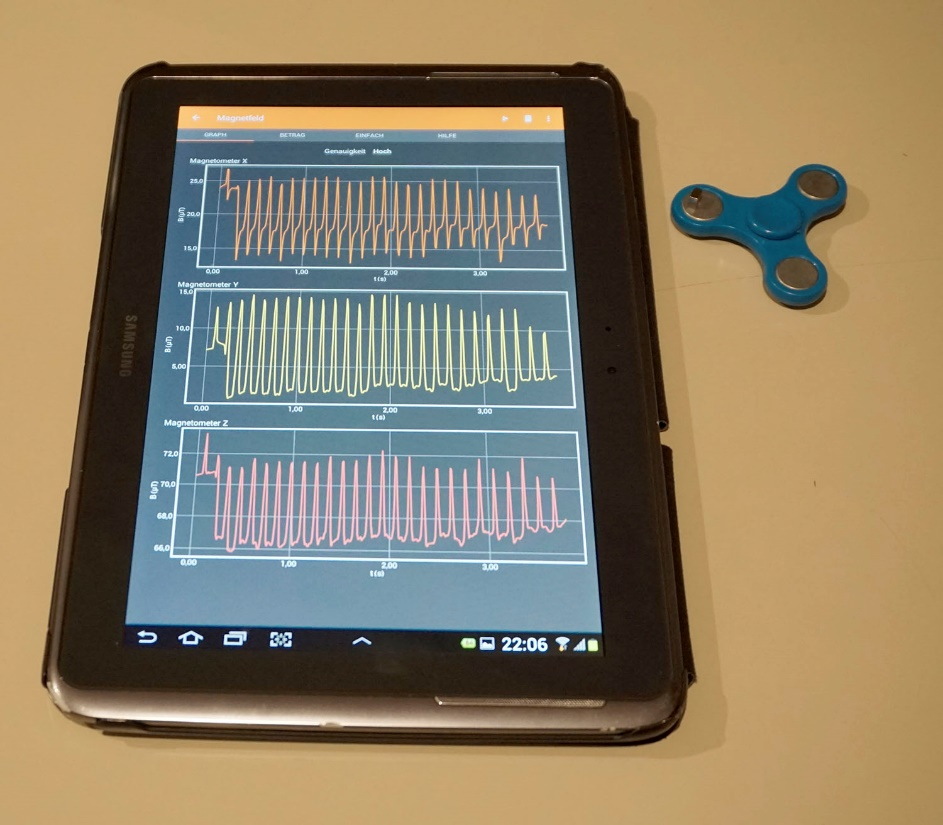 Magnetfeld
GRAPH BETRAG EINFACH HILFE
Genauigkeit Hoch
Magnetometer X
25,0
20,0
15,0
B (µT)
0,00 1,00 2,00 3,00
t (s)
Magnetometer Y
15,0
10,0
5,00
B (µT)
0,00 1,00 2,00 3,00
t (s)
Magnetometer Z
72,0
70,0
68,0
66,0
B (µT)
0,00 1,00 2,00 3,00
t (s)
22:06
SAMSUNG